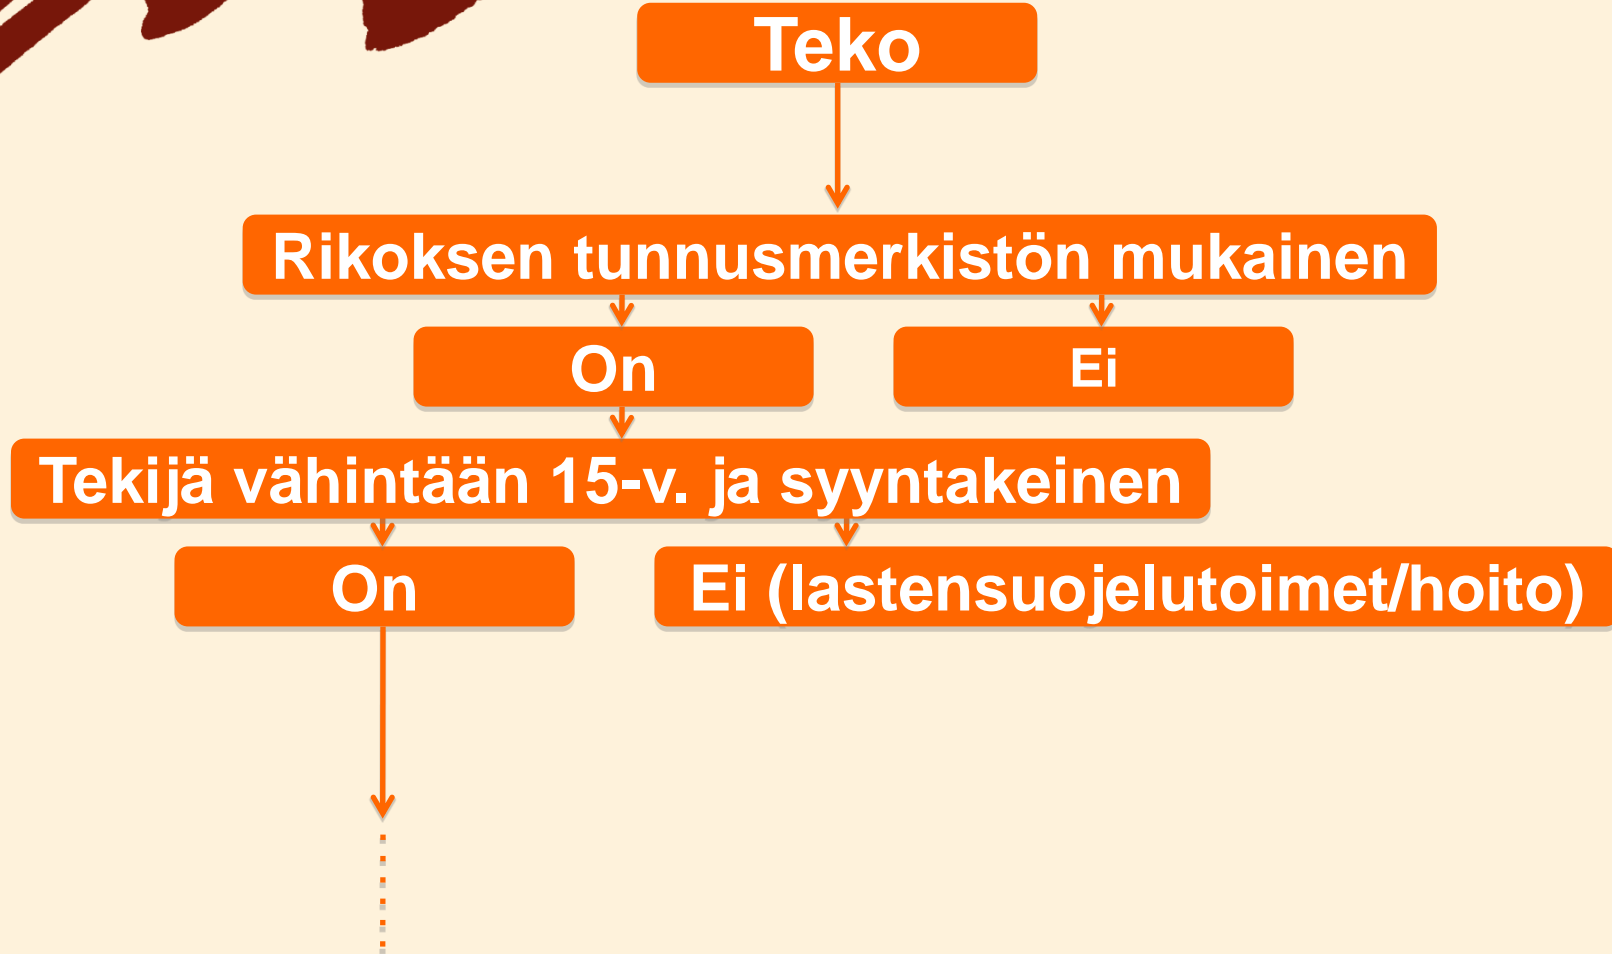 Teko
Rikoksen tunnusmerkistön mukainen
On
Ei
Tekijä vähintään 15-v. ja syyntakeinen
On
Ei (lastensuojelutoimet/hoito)